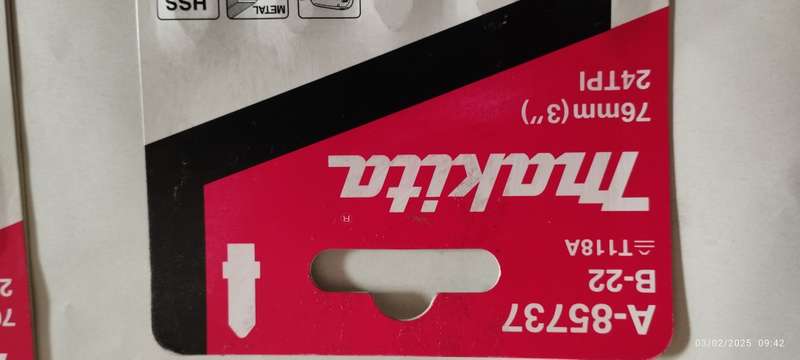 A-85737
B-22
≙T118A
makita®
76mm(3")
24TPI
METAL
HSS
03/02/2025 09:42